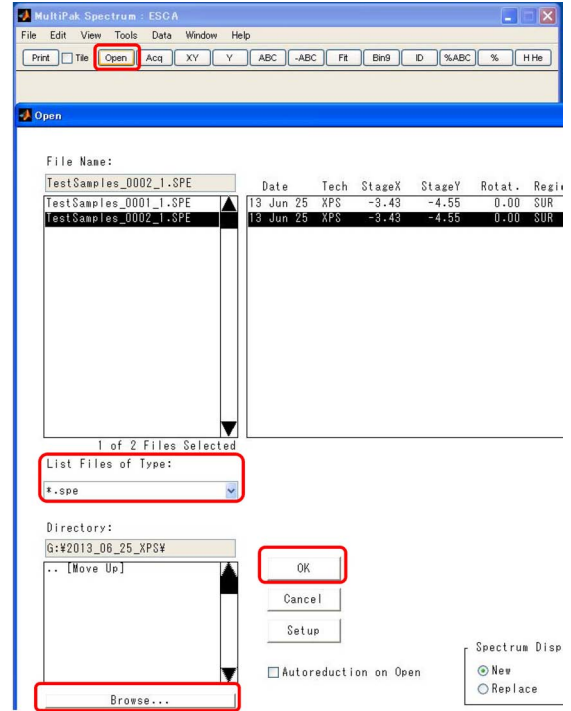 MultiPak Spectrum : ESCA
File Edit View Tools Data Window Help
Print Tile Open Acq XY Y ABC -ABC Fit Bin9 ID %ABC % H He
Open
File Name:
TestSamples_0002_1.SPE
Date Tech StageX StageY Rotat. Regi
TestSamples_0001_1.SPE 13 Jun 25 XPS -3.43 -4.55 0.00 SUR
TestSamples_0002_1.SPE 13 Jun 25 XPS -3.43 -4.55 0.00 SUR
1 of 2 Files Selected
List Files of Type:
*.spe
Directory:
G:¥2013_06_25_XPS¥
.. [Move Up]
OK
Cancel
Setup
Autoreduction on Open
Spectrum Disp
New
Replace
Browse...